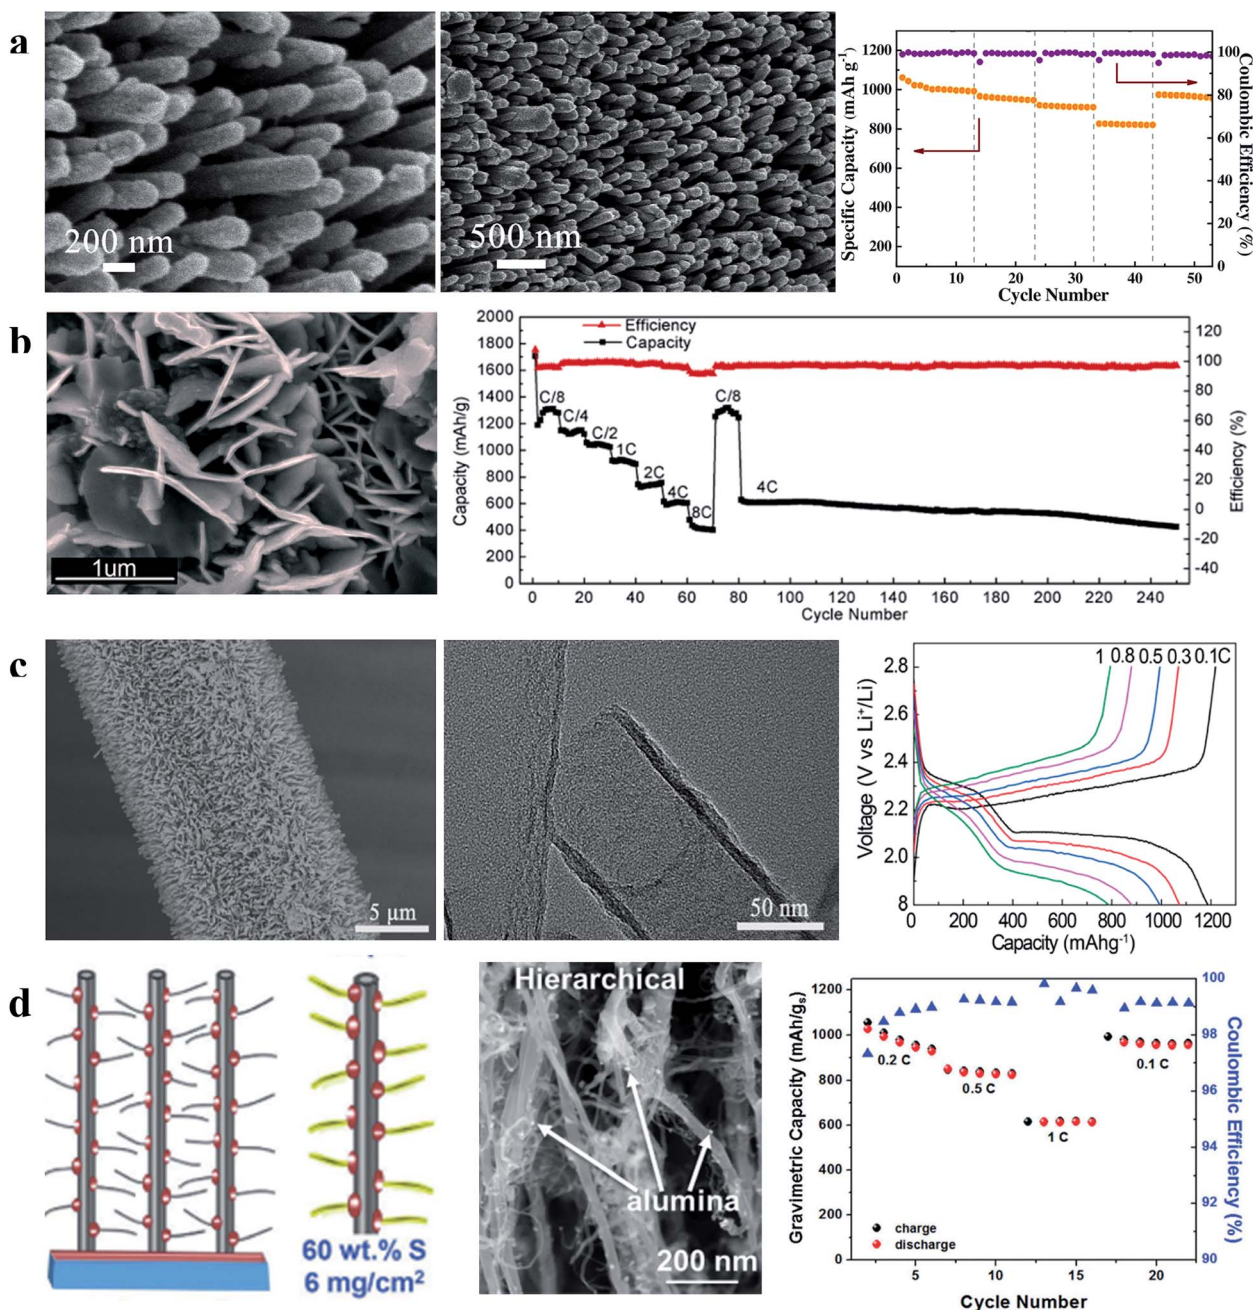 a
200 nm
500 nm
Specific Capacity (mAh g⁻¹)
1200
1000
800
600
400
200
100
80
60
40
20
0
Coulombic Efficiency (%)
0 10 20 30 40 50
Cycle Number
b
1um
Capacity (mAh/g)
2000
1800
1600
1400
1200
1000
800
600
400
200
0
Efficiency
Capacity
C/8
C/4
C/2
1C
2C
4C
8C
C/8
4C
120
100
80
60
40
20
0
-20
-40
Efficiency (%)
0 20 40 60 80 100 120 140 160 180 200 220 240
Cycle Number
c
5 µm
50 nm
Voltage (V vs Li⁺/Li)
2.8
2.6
2.4
2.2
2.0
8
1 0.8 0.5 0.3 0.1C
0 200 400 600 800 1000 1200
Capacity (mAhg⁻¹)
d
60 wt.% S
6 mg/cm²
Hierarchical
alumina
200 nm
Gravimetric Capacity (mAh/gₛ)
1200
1000
800
600
400
200
0
0.2 C
0.5 C
1 C
0.1 C
charge
discharge
100
98
96
94
92
90
Coulombic Efficiency (%)
5 10 15 20
Cycle Number